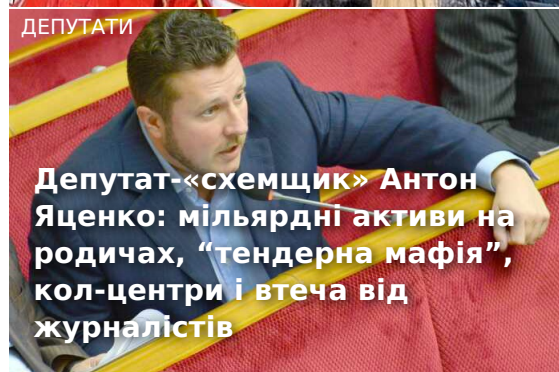 ДЕПУТАТИ
Депутат-«схемщик» Антон
Яценко: мільярдні активи на
родичах, “тендерна мафія”,
кол-центри і втеча від
журналістів